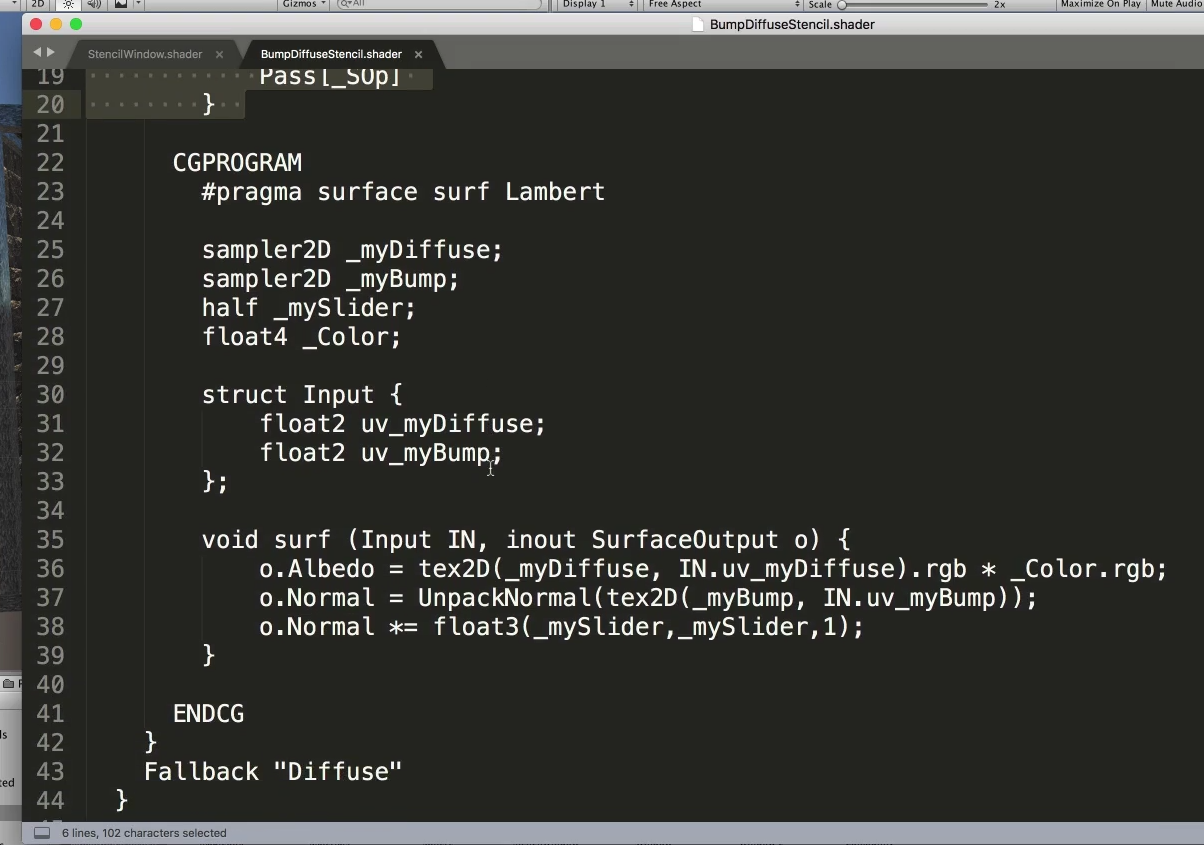 2D Gizmos All Display 1 Free Aspect Scale 2x Maximize On Play Mute Audio
BumpDiffuseStencil.shader
StencilWindow.shader × BumpDiffuseStencil.shader ×
19 Pass[_SOp]
20 }
21
22 CGPROGRAM
23 #pragma surface surf Lambert
24
25 sampler2D _myDiffuse;
26 sampler2D _myBump;
27 half _mySlider;
28 float4 _Color;
29
30 struct Input {
31 float2 uv_myDiffuse;
32 float2 uv_myBump;
33 };
34
35 void surf (Input IN, inout SurfaceOutput o) {
36 o.Albedo = tex2D(_myDiffuse, IN.uv_myDiffuse).rgb * _Color.rgb;
37 o.Normal = UnpackNormal(tex2D(_myBump, IN.uv_myBump));
38 o.Normal *= float3(_mySlider,_mySlider,1);
39 }
40
41 ENDCG
42 }
43 Fallback "Diffuse"
44 }
6 lines, 102 characters selected